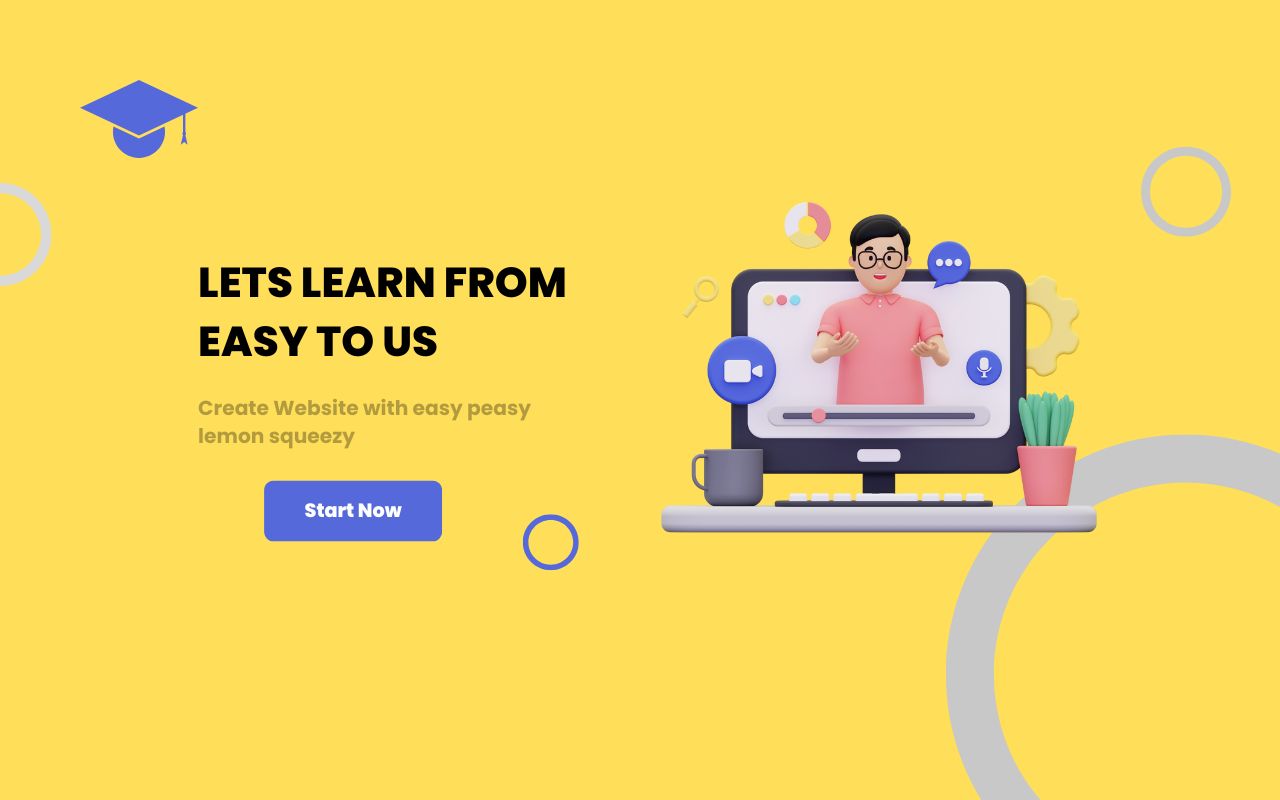 LETS LEARN FROM
EASY TO US
Create Website with easy peasy
lemon squeezy
Start Now